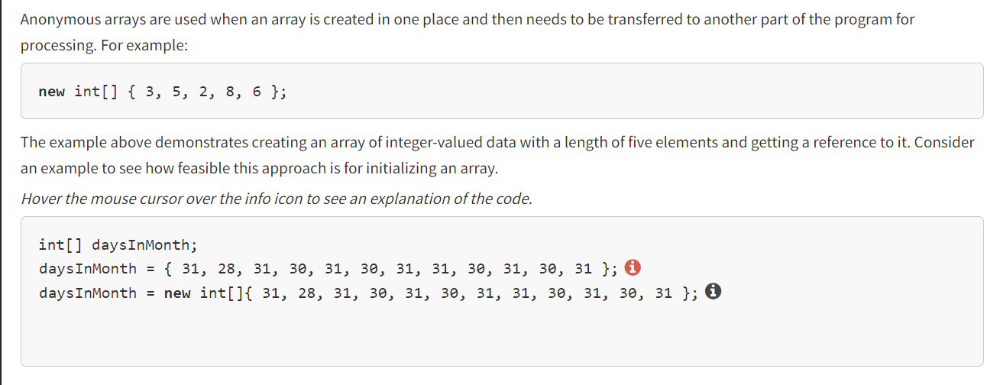 Anonymous arrays are used when an array is created in one place and then needs to be transferred to another part of the program for
processing. For example:
new int[] { 3, 5, 2, 8, 6 };
The example above demonstrates creating an array of integer-valued data with a length of five elements and getting a reference to it. Consider
an example to see how feasible this approach is for initializing an array.
Hover the mouse cursor over the info icon to see an explanation of the code.
int[] daysInMonth;
daysInMonth = { 31, 28, 31, 30, 31, 30, 31, 31, 30, 31, 30, 31 };
daysInMonth = new int[]{ 31, 28, 31, 30, 31, 30, 31, 31, 30, 31, 30, 31 };